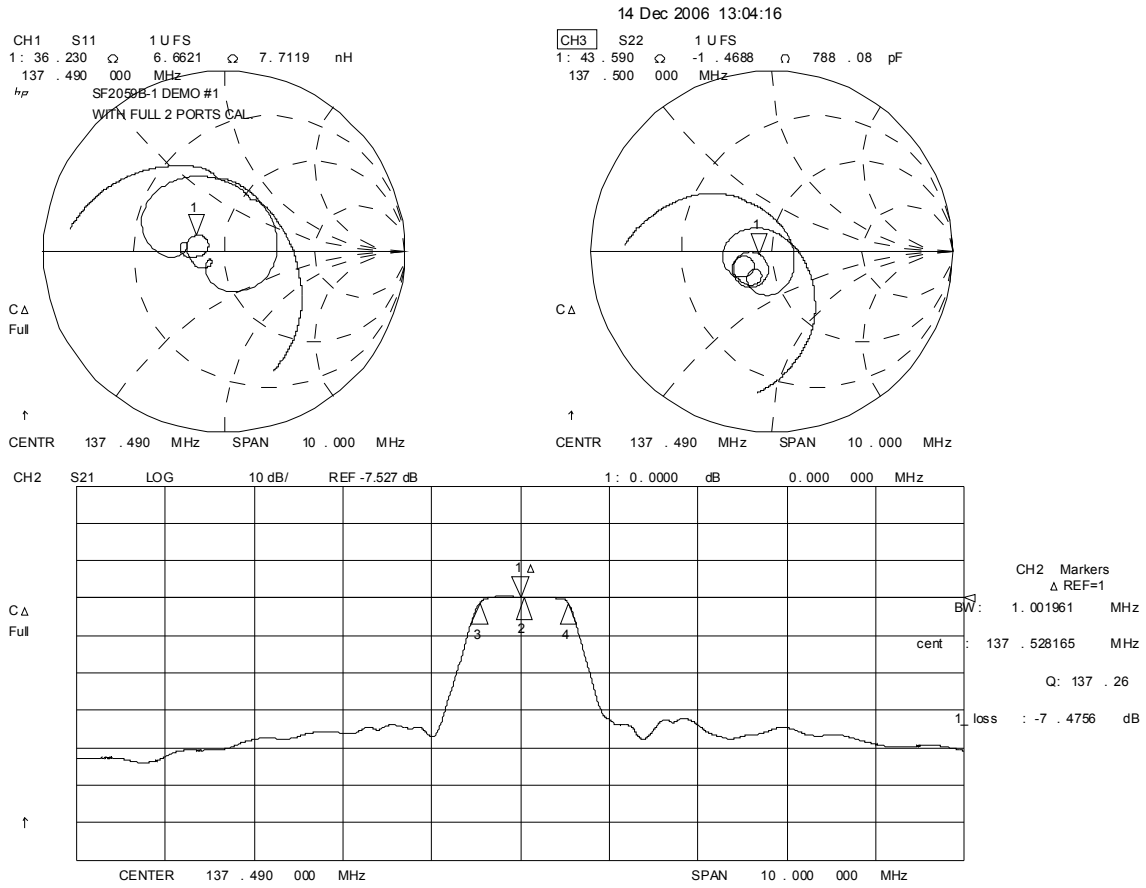 14 Dec 2006 13:04:16
CH1 S11 1 U FS
1: 36 . 230 Ω 6 . 6621 Ω 7 . 7119 nH
137 . 490 000 MHz
hp SF2059B-1 DEMO #1
WITH FULL 2 PORTS CAL.
1
C Δ
Full
↑
CENTR 137 . 490 MHz SPAN 10 . 000 MHz
CH3 S22 1 U FS
1: 43 . 590 Ω -1 . 4688 Ω 788 . 08 pF
137 . 500 000 MHz
1
C Δ
↑
CENTR 137 . 490 MHz SPAN 10 . 000 MHz
CH2 S21 LOG 10 dB/ REF -7.527 dB 1 : 0. 0000 dB 0. 000 000 MHz
1 Δ
3 2 4
C Δ
Full
↑
CH2 Markers
Δ REF=1
BW : 1. 001961 MHz
cent : 137 . 528165 MHz
Q: 137 . 26
1_ loss : -7 . 4756 dB
CENTER 137 . 490 000 MHz SPAN 10 . 000 000 MHz